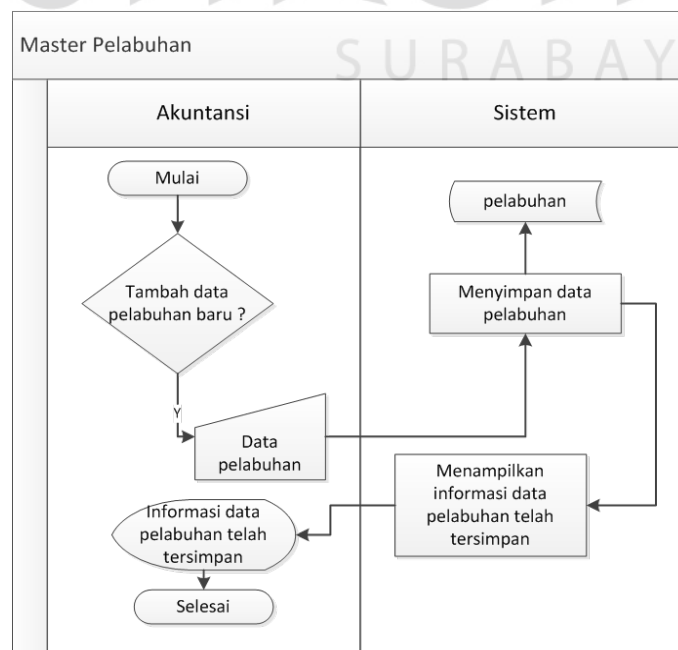 SURABAY
Master Pelabuhan
Akuntansi
Sistem
Mulai
pelabuhan
Tambah data
pelabuhan baru ?
Menyimpan data
pelabuhan
Y
Data
pelabuhan
Menampilkan
informasi data
pelabuhan telah
tersimpan
Informasi data
pelabuhan telah
tersimpan
Selesai